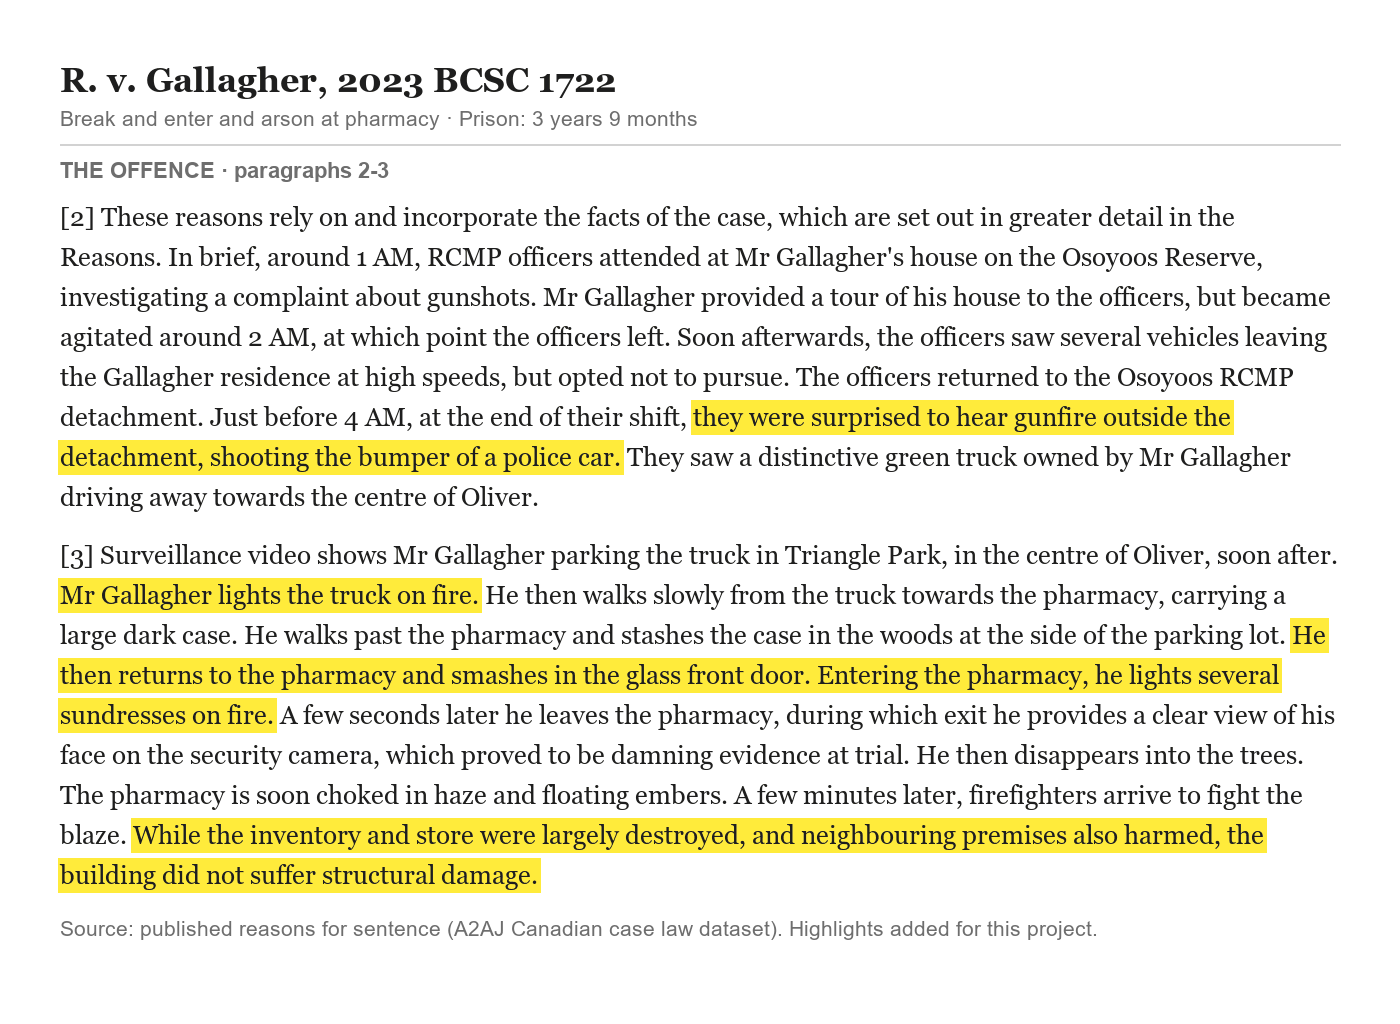 R. v. Gallagher, 2023 BCSC 1722
Break and enter and arson at pharmacy · Prison: 3 years 9 months
THE OFFENCE · paragraphs 2-3
[2] These reasons rely on and incorporate the facts of the case, which are set out in greater detail in the
Reasons. In brief, around 1 AM, RCMP officers attended at Mr Gallagher's house on the Osoyoos Reserve,
investigating a complaint about gunshots. Mr Gallagher provided a tour of his house to the officers, but became
agitated around 2 AM, at which point the officers left. Soon afterwards, the officers saw several vehicles leaving
the Gallagher residence at high speeds, but opted not to pursue. The officers returned to the Osoyoos RCMP
detachment. Just before 4 AM, at the end of their shift, they were surprised to hear gunfire outside the
detachment, shooting the bumper of a police car. They saw a distinctive green truck owned by Mr Gallagher
driving away towards the centre of Oliver.
[3] Surveillance video shows Mr Gallagher parking the truck in Triangle Park, in the centre of Oliver, soon after.
Mr Gallagher lights the truck on fire. He then walks slowly from the truck towards the pharmacy, carrying a
large dark case. He walks past the pharmacy and stashes the case in the woods at the side of the parking lot. He
then returns to the pharmacy and smashes in the glass front door. Entering the pharmacy, he lights several
sundresses on fire. A few seconds later he leaves the pharmacy, during which exit he provides a clear view of his
face on the security camera, which proved to be damning evidence at trial. He then disappears into the trees.
The pharmacy is soon choked in haze and floating embers. A few minutes later, firefighters arrive to fight the
blaze. While the inventory and store were largely destroyed, and neighbouring premises also harmed, the
building did not suffer structural damage.
Source: published reasons for sentence (A2AJ Canadian case law dataset). Highlights added for this project.